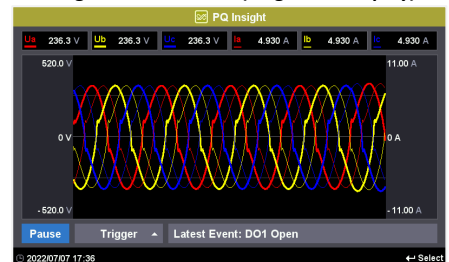 PQ Insight
Ua 236.3 V Ub 236.3 V Uc 236.3 V Ia 4.930 A Ib 4.930 A Ic 4.930 A
520.0 V 11.00 A
0 V 0 A
-520.0 V -11.00 A
Pause Trigger Latest Event: DO1 Open
2022/07/07 17:36 Select